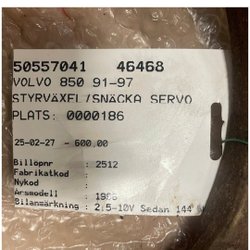 50557041 46468
VOLVO 850 91-97
STYRVÄXEL/SNÄCKA SERVO
PLATS: 0000186
25-02-27 - 600,00
Billöpnr : 2512
Fabrikatkod :
Nykod :
Årsmodell : 1996
Bilanmärkning : 2,5-10V Sedan 144